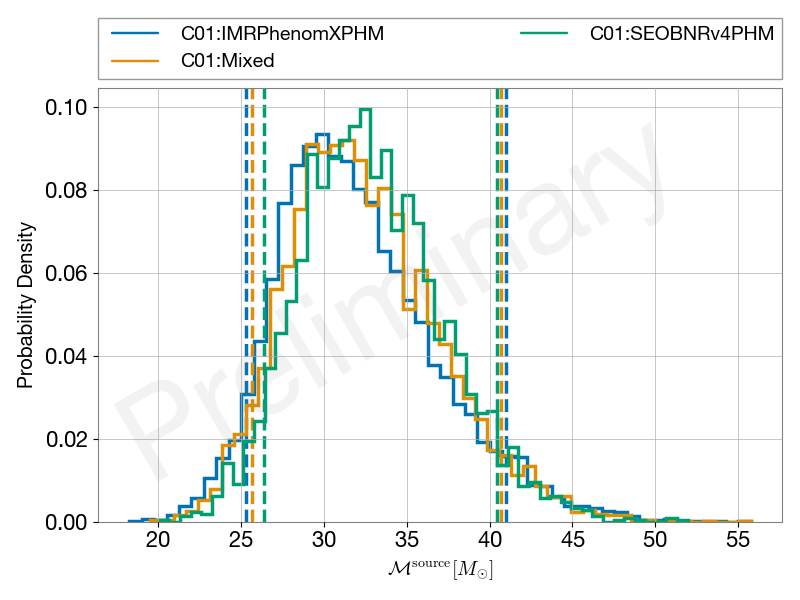 C01:IMRPhenomXPHM
C01:Mixed
C01:SEOBNRv4PHM
Preliminary
Probability Density
0.10
0.08
0.06
0.04
0.02
0.00
20 25 30 35 40 45 50 55
ℳ^source [M_⊙]